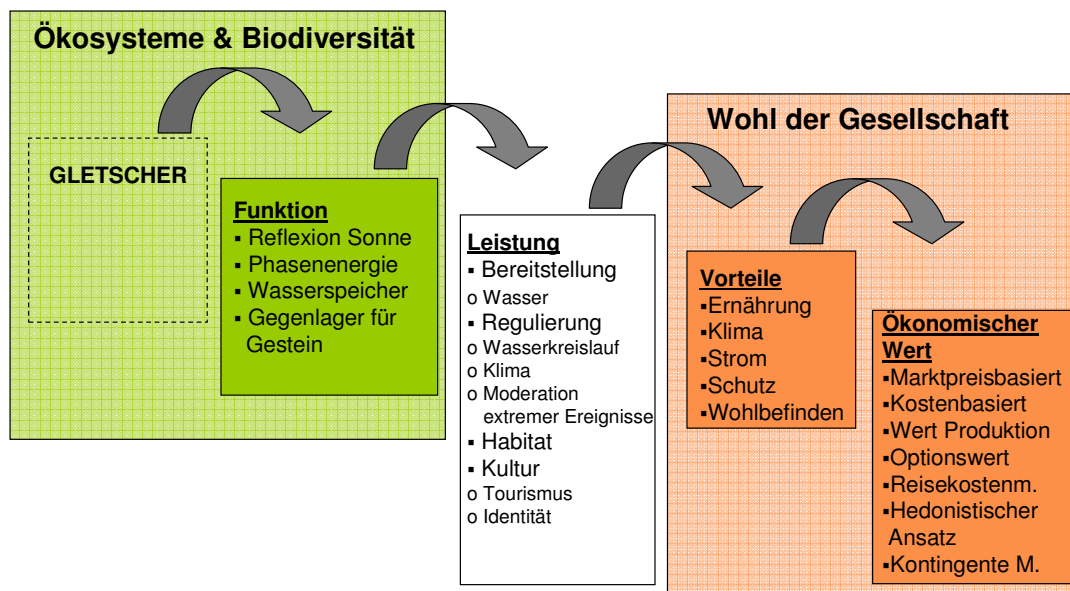 Ökosysteme & Biodiversität
GLETSCHER
Funktion
▪ Reflexion Sonne
▪ Phasenenergie
▪ Wasserspeicher
▪ Gegenlager für
Gestein
Leistung
▪ Bereitstellung
o Wasser
▪ Regulierung
o Wasserkreislauf
o Klima
o Moderation
extremer Ereignisse
▪ Habitat
▪ Kultur
o Tourismus
o Identität
Wohl der Gesellschaft
Vorteile
▪Ernährung
▪Klima
▪Strom
▪Schutz
▪Wohlbefinden
Ökonomischer
Wert
▪Marktpreisbasiert
▪Kostenbasiert
▪Wert Produktion
▪Optionswert
▪Reisekostenm.
▪Hedonistischer
Ansatz
▪Kontingente M.